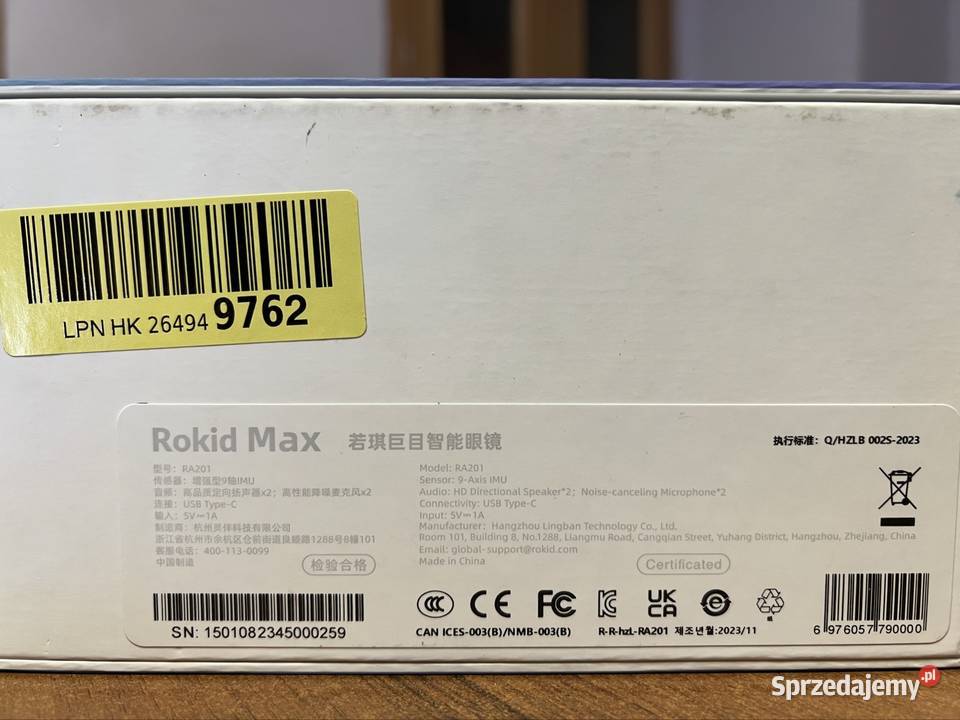 LPN HK 264949762
Rokid Max 若琪巨目智能眼镜
执行标准：Q/HZLB 002S-2023
型号：RA201
传感器：增强型9轴IMU
音频：高品质定向扬声器x2；高性能降噪麦克风x2
连接：USB Type-C
输入：5V⎓1A
制造商：杭州灵伴科技有限公司
浙江省杭州市余杭区仓前街道良睦路1288号8幢101
客服电话：400-113-0099
中国制造
检验合格
Model: RA201
Sensor: 9-Axis IMU
Audio: HD Directional Speaker*2; Noise-canceling Microphone*2
Connectivity: USB Type-C
Input: 5V⎓1A
Manufacturer: Hangzhou Lingban Technology Co., Ltd.
Room 101, Building 8, No.1288, Liangmu Road, Cangqian Street, Yuhang District, Hangzhou, Zhejiang, China
Email: global-support@rokid.com
Made in China
Certificated
SN: 1501082345000259
CCC CE FC KC UK CA e
纸
CAN ICES-003(B)/NMB-003(B)
R-R-hzL-RA201 제조년월:2023/11
6 976057 790000
Sprzedajemy.pl